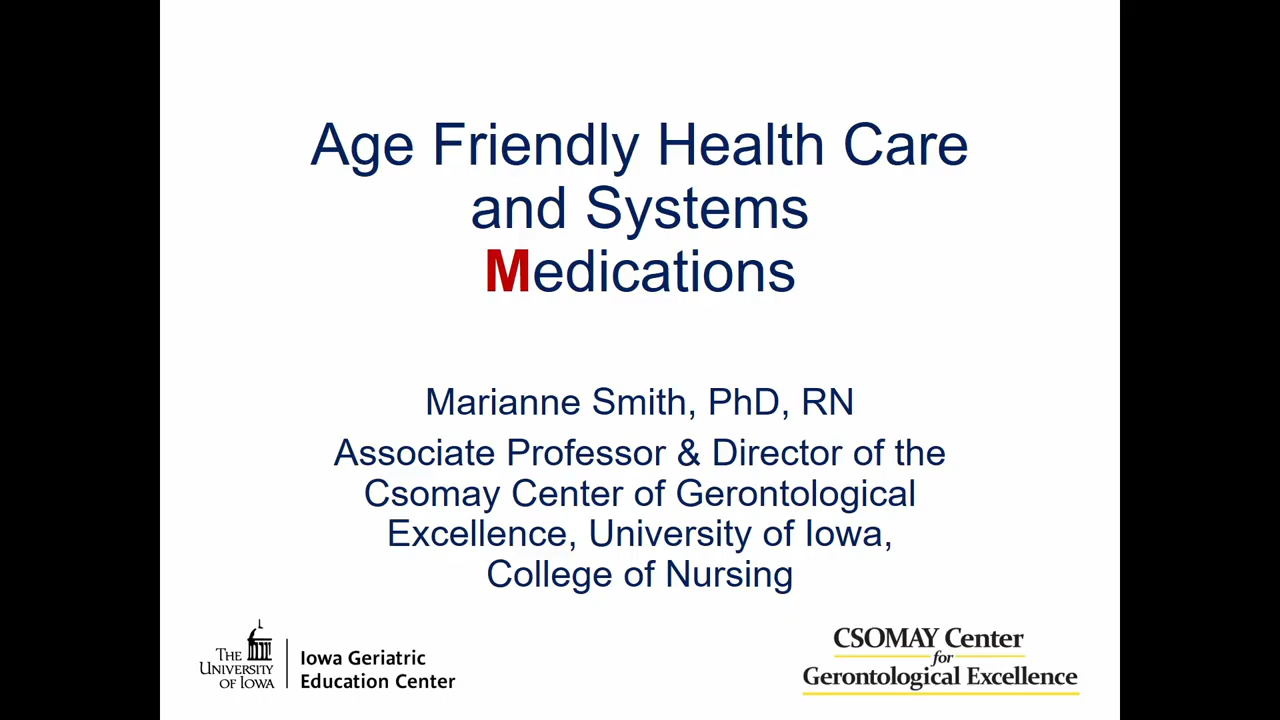 Age Friendly Health Care
and Systems
Medications
Marianne Smith, PhD, RN
Associate Professor & Director of the
Csomay Center of Gerontological
Excellence, University of Iowa,
College of Nursing
THE
UNIVERSITY
OF IOWA
Iowa Geriatric
Education Center
CSOMAY Center
for
Gerontological Excellence